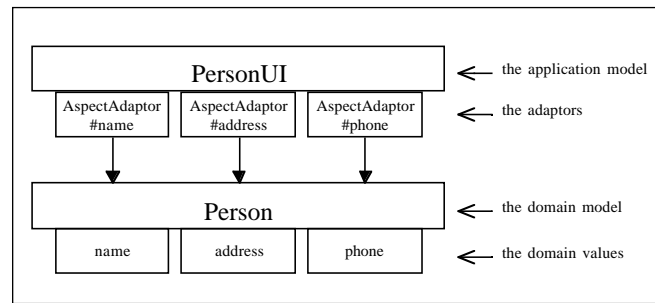 PersonUI
the application model
AspectAdaptor
#name
AspectAdaptor
#address
AspectAdaptor
#phone
the adaptors
Person
the domain model
name
address
phone
the domain values